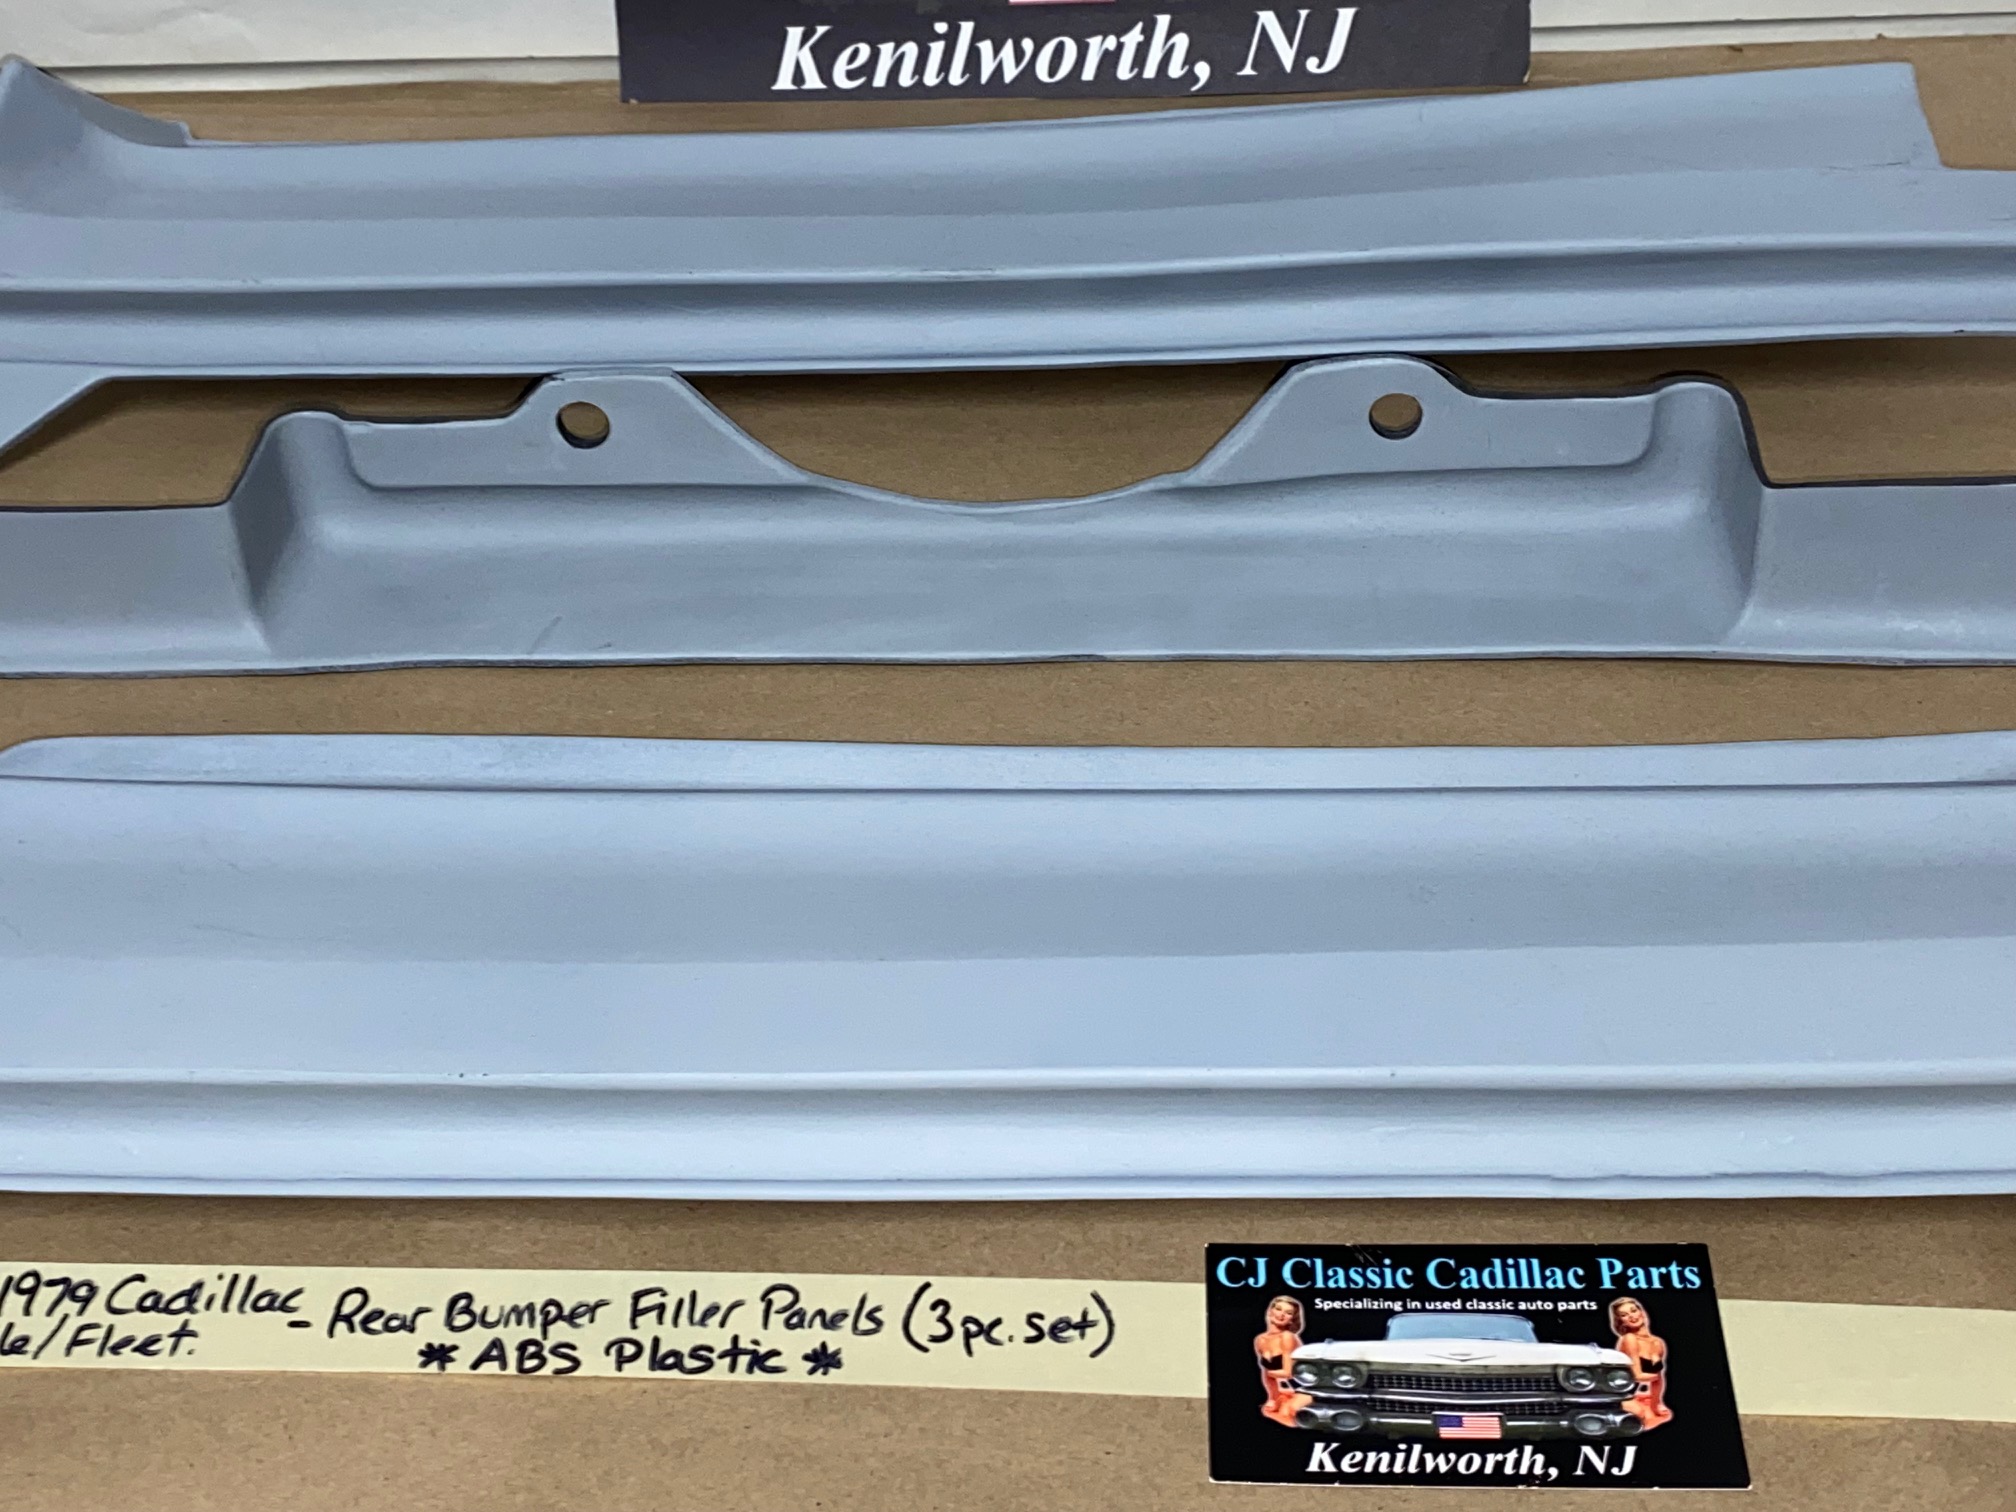 Kenilworth, NJ
1979 Cadillac - Rear Bumper Filler Panels (3pc. set)
le/Fleet. * ABS Plastic *
CJ Classic Cadillac Parts
Specializing in used classic auto parts
Kenilworth, NJ